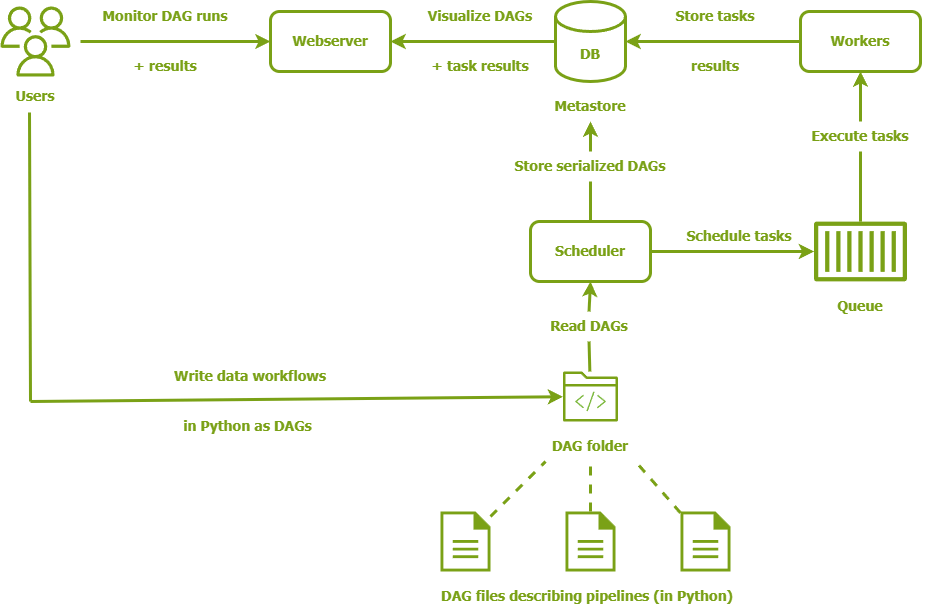 Monitor DAG runs
+ results
Users
Webserver
Visualize DAGs
+ task results
DB
Metastore
Store tasks
results
Workers
Execute tasks
Store serialized DAGs
Scheduler
Schedule tasks
Queue
Read DAGs
Write data workflows
in Python as DAGs
</>
DAG folder
DAG files describing pipelines (in Python)